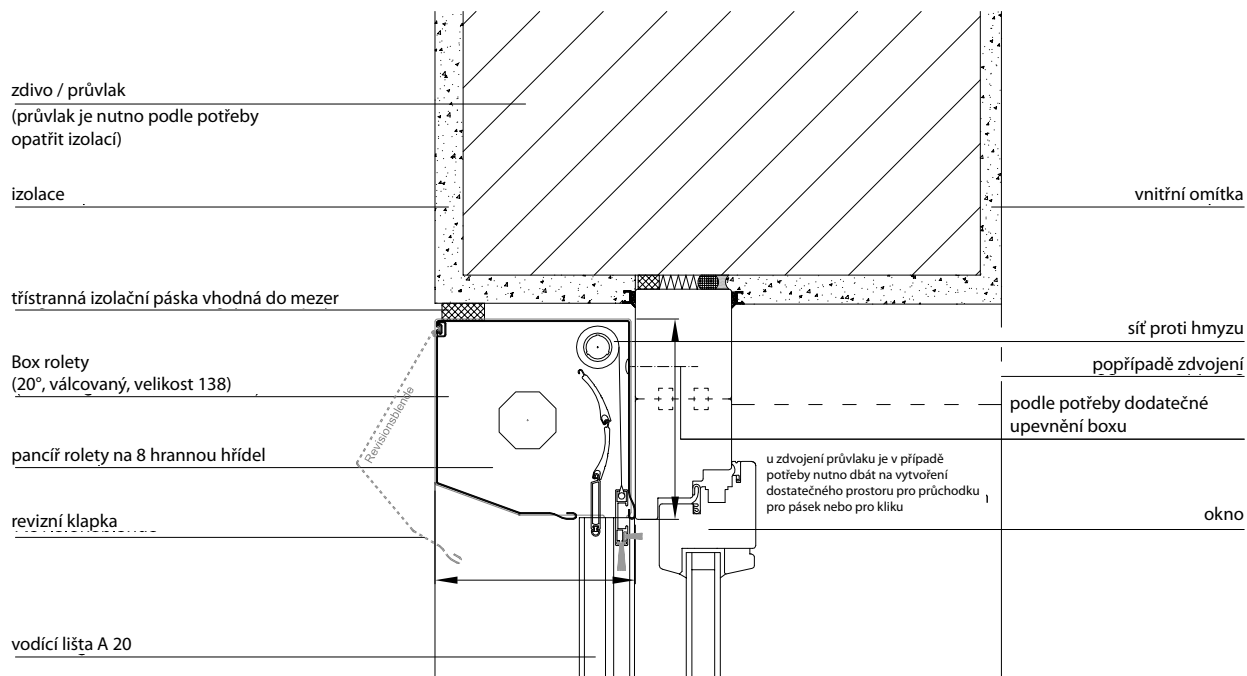 zdivo / průvlak
(průvlak je nutno podle potřeby
opatřit izolací)
izolace
třístranná izolační páska vhodná do mezer
Box rolety
(20°, válcovaný, velikost 138)
pancíř rolety na 8 hrannou hřídel
revizní klapka
vodící lišta A 20
Revisionsblende
vnitřní omítka
síť proti hmyzu
popřípadě zdvojení
podle potřeby dodatečné
upevnění boxu
u zdvojení průvlaku je v případě
potřeby nutno dbát na vytvoření
dostatečného prostoru pro průchodku
pro pásek nebo pro kliku
okno